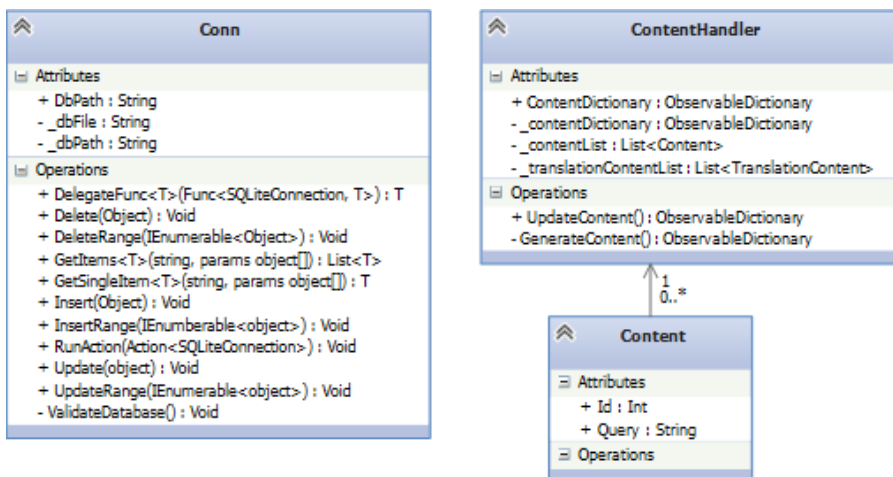 Conn
Attributes
+ DbPath : String
- _dbFile : String
- _dbPath : String
Operations
+ DelegateFunc<T>(Func<SQLiteConnection, T>) : T
+ Delete(Object) : Void
+ DeleteRange(IEnumerable<Object>) : Void
+ GetItems<T>(string, params object[]) : List<T>
+ GetSingleItem<T>(string, params object[]) : T
+ Insert(Object) : Void
+ InsertRange(IEnumberable<object>) : Void
+ RunAction(Action<SQLiteConnection>) : Void
+ Update(object) : Void
+ UpdateRange(IEnumerable<object>) : Void
- ValidateDatabase() : Void
ContentHandler
Attributes
+ ContentDictionary : ObservableDictionary
- _contentDictionary : ObservableDictionary
- _contentList : List<Content>
- _translationContentList : List<TranslationContent>
Operations
+ UpdateContent() : ObservableDictionary
- GenerateContent() : ObservableDictionary
1
0..*
Content
Attributes
+ Id : Int
+ Query : String
Operations